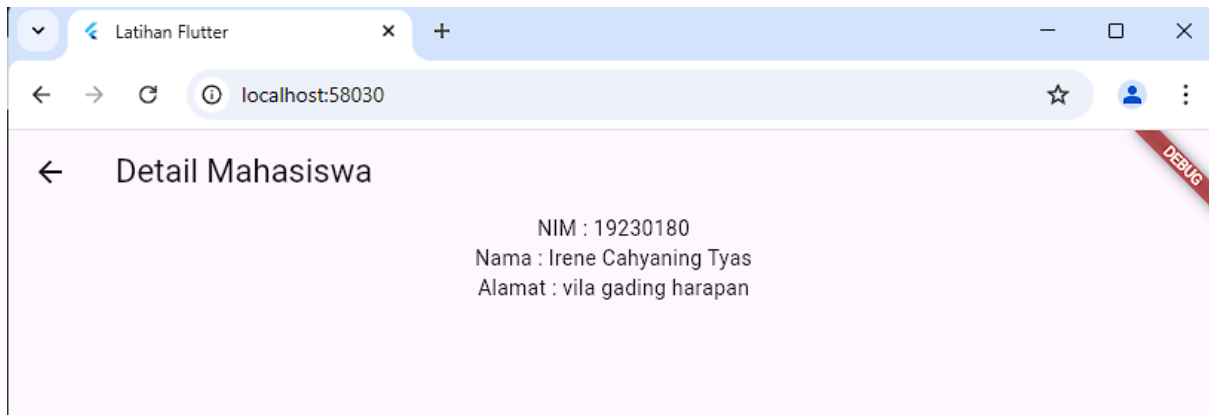 Latihan Flutter
localhost:58030
Detail Mahasiswa
DEBUG
NIM : 19230180
Nama : Irene Cahyaning Tyas
Alamat : vila gading harapan